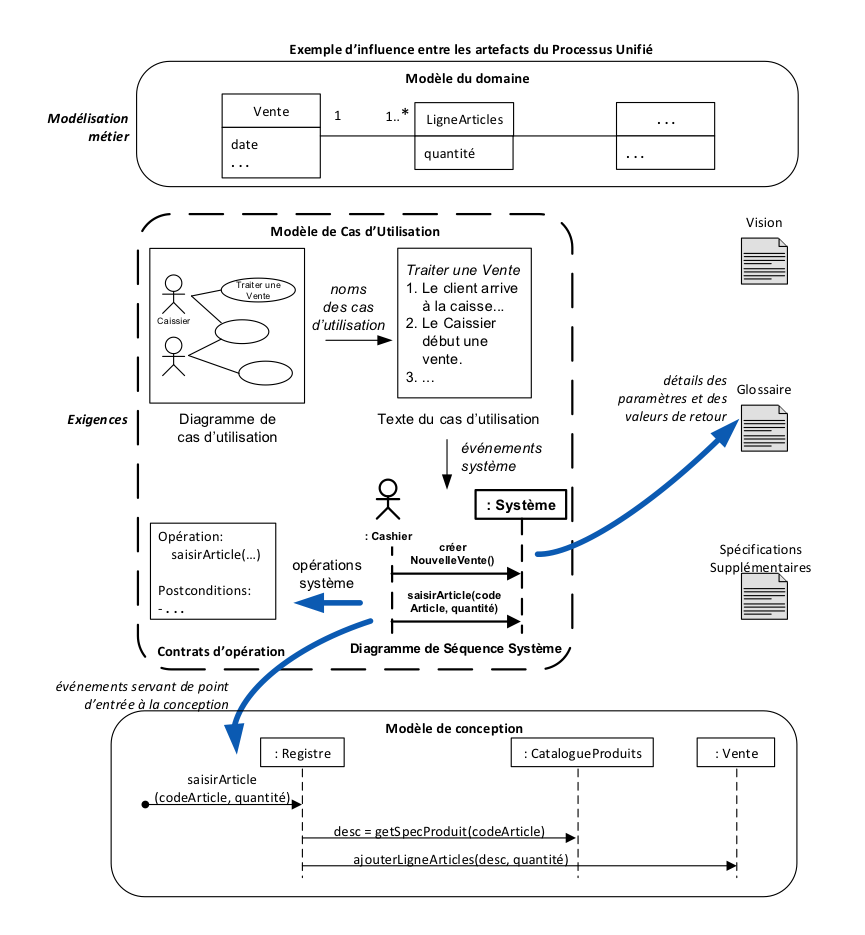 Exemple d'influence entre les artefacts du Processus Unifié
Modèle du domaine
Modélisation
métier
Vente
date
...
1
1..*
LigneArticles
quantité
...
...
Modèle de Cas d'Utilisation
Traiter une
Vente
Caissier
noms
des cas
d'utilisation
Traiter une Vente
1. Le client arrive
à la caisse...
2. Le Caissier
début une
vente.
3. ...
Vision
Exigences
Diagramme de
cas d'utilisation
Texte du cas d'utilisation
détails des
paramètres et des
valeurs de retour
Glossaire
événements
système
: Système
: Cashier
Opération:
saisirArticle(…)
Postconditions:
- ...
opérations
système
créer
NouvelleVente()
saisirArticle(code
Article, quantité)
Spécifications
Supplémentaires
Contrats d'opération
Diagramme de Séquence Système
événements servant de point
d'entrée à la conception
Modèle de conception
: Registre
: CatalogueProduits
: Vente
saisirArticle
(codeArticle, quantité)
desc = getSpecProduit(codeArticle)
ajouterLigneArticles(desc, quantité)